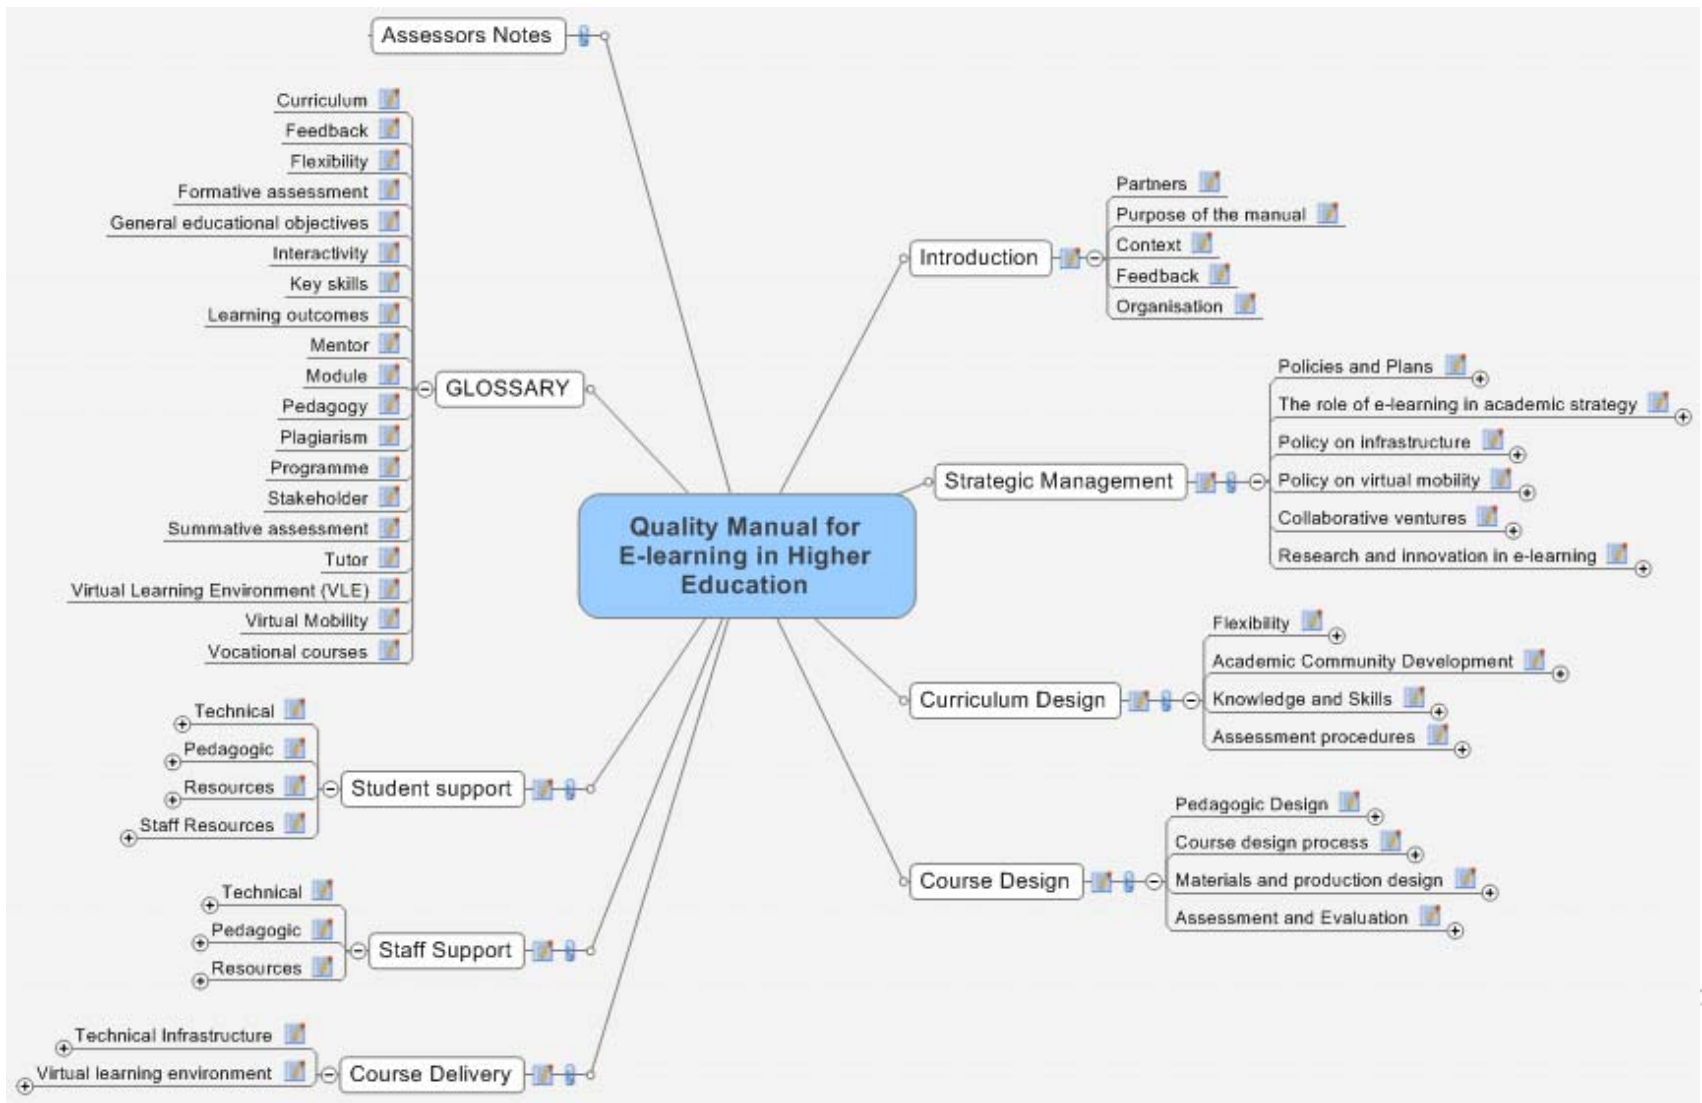 Assessors Notes
Curriculum
Feedback
Flexibility
Formative assessment
General educational objectives
Interactivity
Key skills
Learning outcomes
Mentor
Module
Pedagogy
Plagiarism
Programme
Stakeholder
Summative assessment
Tutor
Virtual Learning Environment (VLE)
Virtual Mobility
Vocational courses
GLOSSARY
Technical
Pedagogic
Resources
Staff Resources
Student support
Technical
Pedagogic
Resources
Staff Support
Technical Infrastructure
Virtual learning environment
Course Delivery
Quality Manual for
E-learning in Higher
Education
Introduction
Partners
Purpose of the manual
Context
Feedback
Organisation
Strategic Management
Policies and Plans
The role of e-learning in academic strategy
Policy on infrastructure
Policy on virtual mobility
Collaborative ventures
Research and innovation in e-learning
Curriculum Design
Flexibility
Academic Community Development
Knowledge and Skills
Assessment procedures
Course Design
Pedagogic Design
Course design process
Materials and production design
Assessment and Evaluation